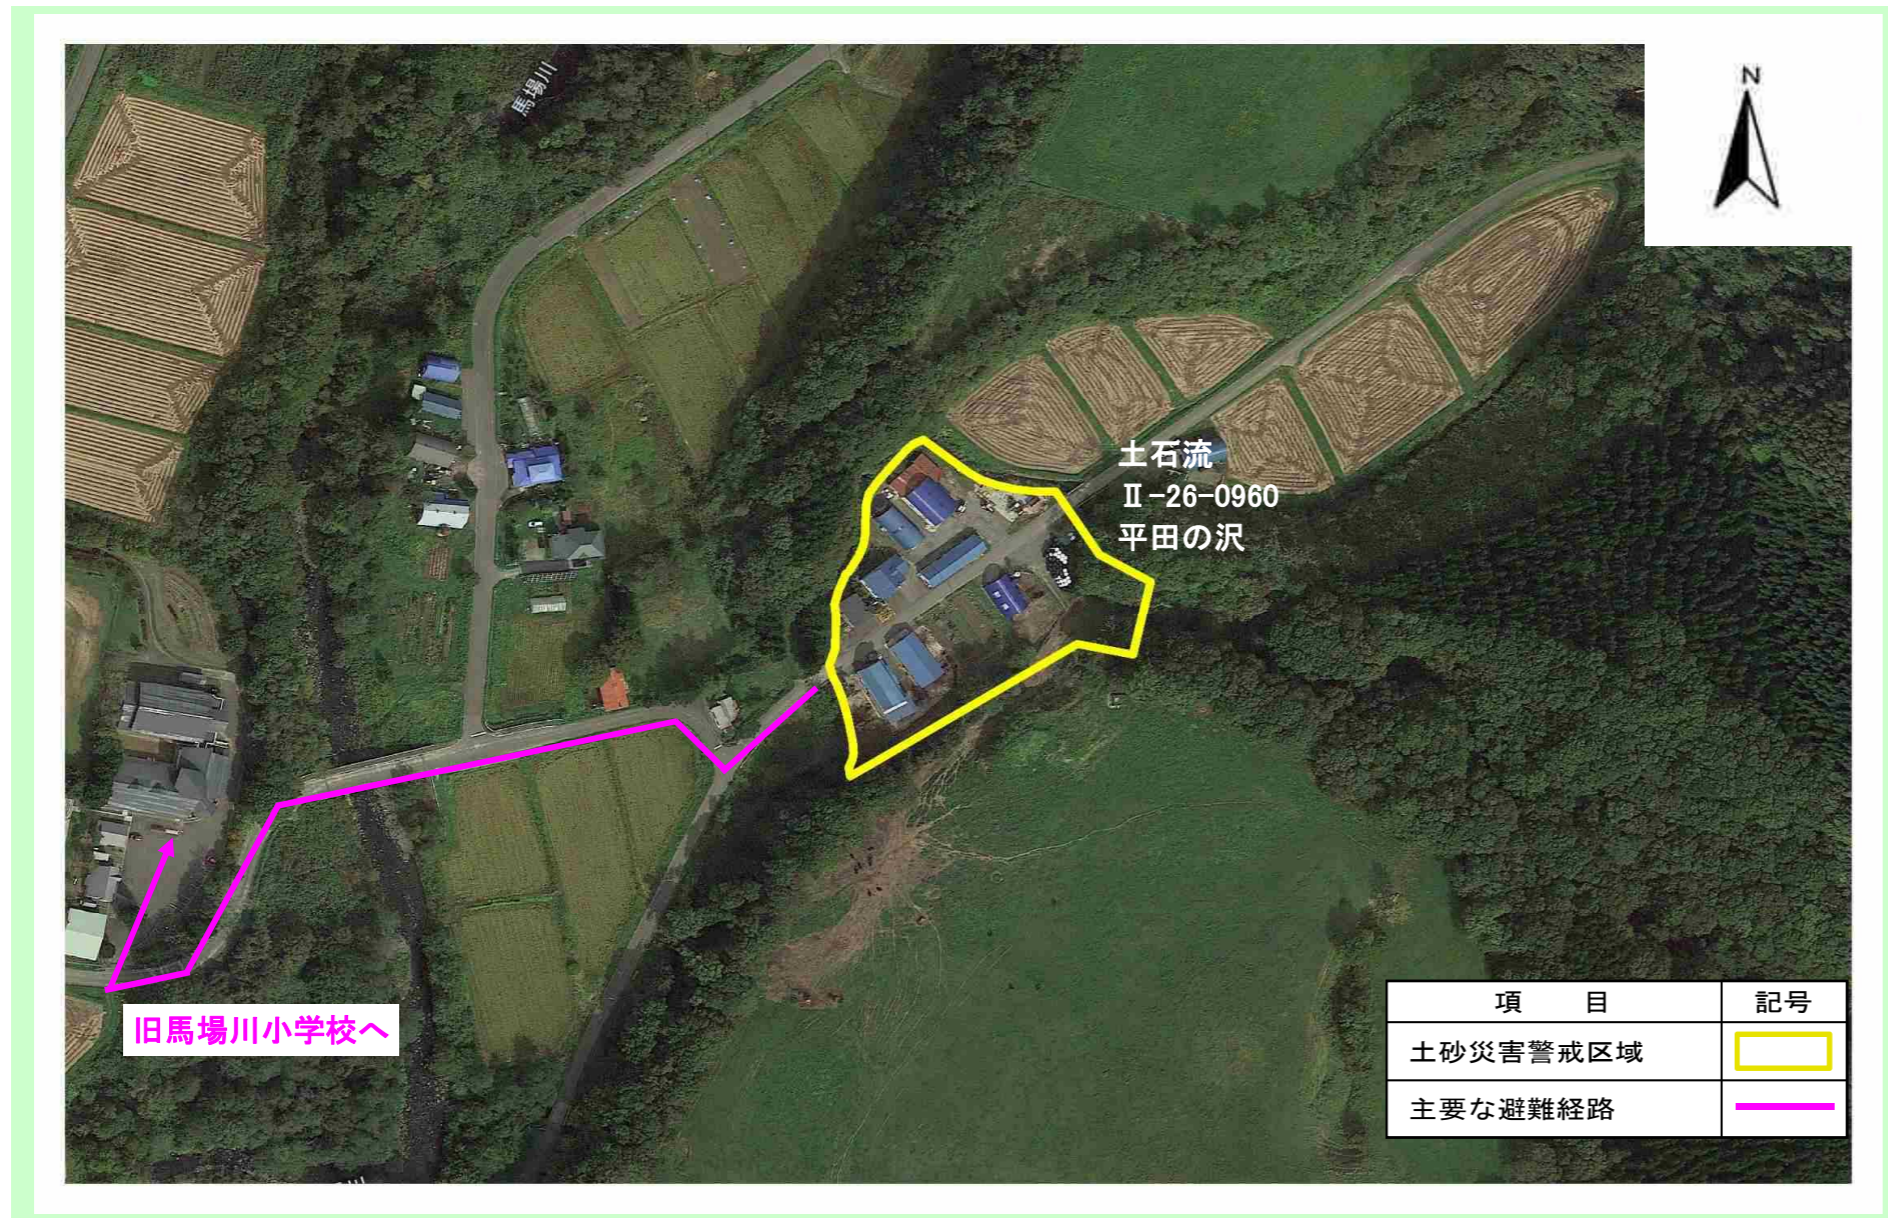 馬場川
N
土石流
Ⅱ-26-0960
平田の沢
旧馬場川小学校へ
項 目 記号
土砂災害警戒区域
主要な避難経路